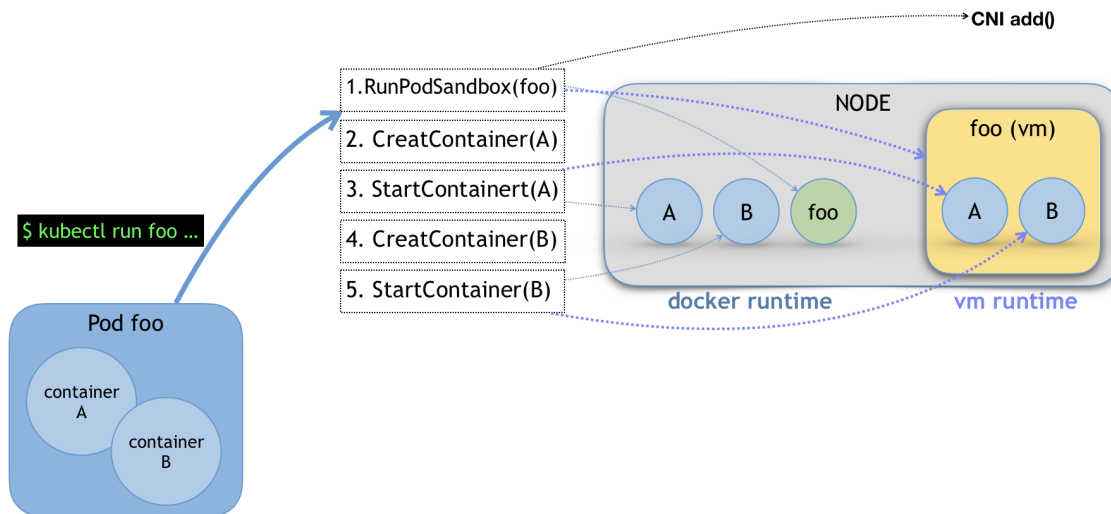 CNI add()
1.RunPodSandbox(foo)
2. CreatContainer(A)
3. StartContainert(A)
4. CreatContainer(B)
5. StartContainer(B)
NODE
foo (vm)
A
B
foo
A
B
docker runtime
vm runtime
$ kubectl run foo …
Pod foo
container
A
container
B